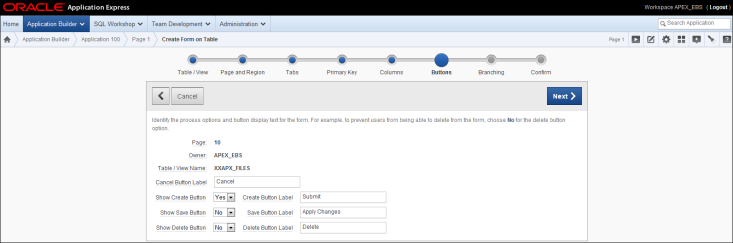 ORACLE Application Express
Workspace APEX_EBS ( Logout )
Home Application Builder SQL Workshop Team Development Administration Search Application
Application Builder Application 100 Page 1 Create Form on Table Page 1
Table / View Page and Region Tabs Primary Key Columns Buttons Branching Confirm
Cancel Next
Identify the process options and button display text for the form. For example, to prevent users from being able to delete from the form, choose No for the delete button
option.
Page: 10
Owner: APEX_EBS
Table / View Name: XXAPX_FILES
Cancel Button Label Cancel
Show Create Button Yes Create Button Label Submit
Show Save Button No Save Button Label Apply Changes
Show Delete Button No Delete Button Label Delete